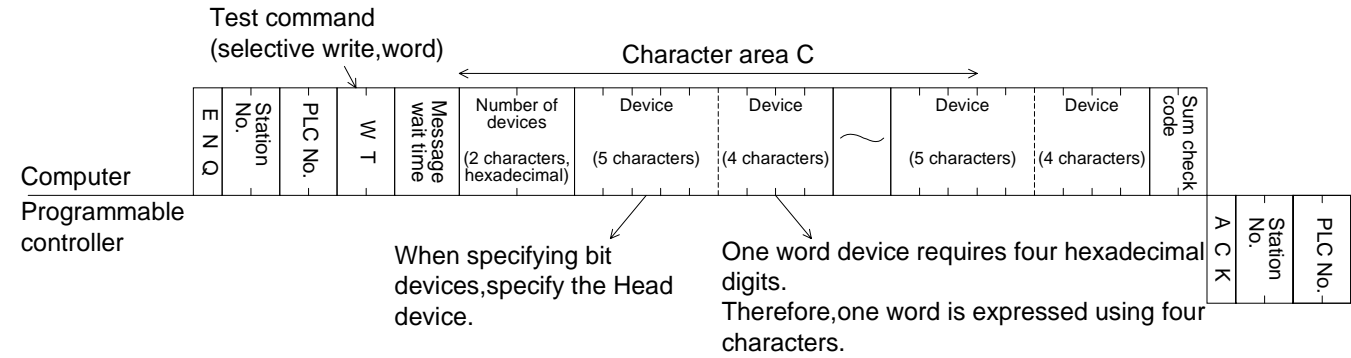 Test command
(selective write,word)
Character area C
E N Q
Station
No.
PLC No.
W T
Message
wait time
Number of
devices
(2 characters,
hexadecimal)
Device
(5 characters)
Device
(4 characters)
Device
(5 characters)
Device
(4 characters)
Sum check
code
Computer
Programmable
controller
When specifying bit
devices,specify the Head
device.
One word device requires four hexadecimal
digits.
Therefore,one word is expressed using four
characters.
A C K
Station
No.
PLC No.